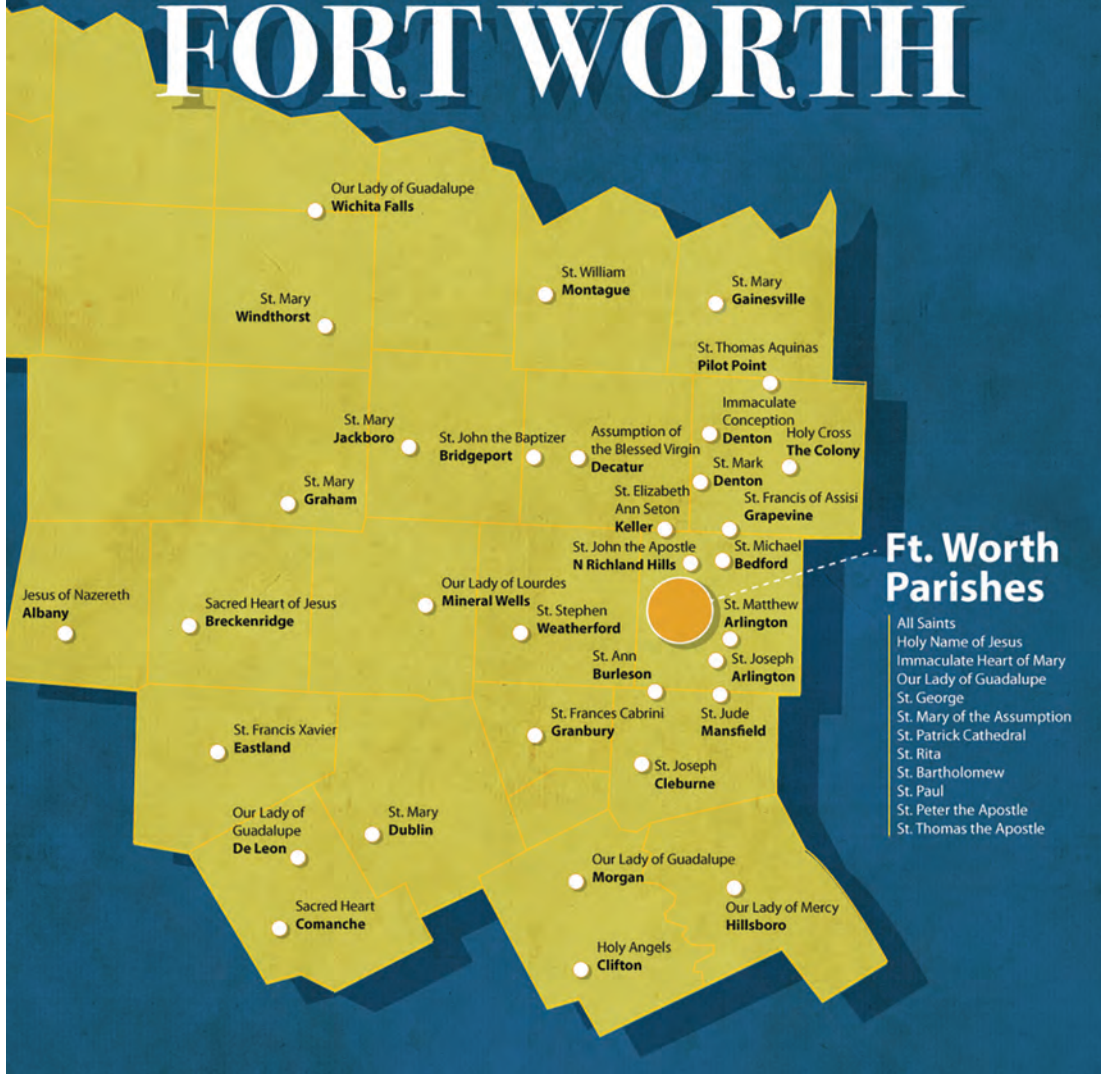 FORT WORTH
Our Lady of Guadalupe
Wichita Falls
St. William
Montague
St. Mary
Gainesville
St. Mary
Windthorst
St. Thomas Aquinas
Pilot Point
Immaculate
Conception
Denton
Holy Cross
The Colony
St. Mary
Jackboro
St. John the Baptizer
Bridgeport
Assumption of
the Blessed Virgin
Decatur
St. Mark
Denton
St. Mary
Graham
St. Elizabeth
Ann Seton
Keller
St. Francis of Assisi
Grapevine
St. John the Apostle
N Richland Hills
St. Michael
Bedford
Jesus of Nazereth
Albany
Sacred Heart of Jesus
Breckenridge
Our Lady of Lourdes
Mineral Wells
St. Stephen
Weatherford
St. Matthew
Arlington
St. Ann
Burleson
St. Joseph
Arlington
St. Francis Xavier
Eastland
St. Frances Cabrini
Granbury
St. Jude
Mansfield
St. Joseph
Cleburne
Our Lady of
Guadalupe
De Leon
St. Mary
Dublin
Our Lady of Guadalupe
Morgan
Our Lady of Mercy
Hillsboro
Sacred Heart
Comanche
Holy Angels
Clifton
Ft. Worth
Parishes
All Saints
Holy Name of Jesus
Immaculate Heart of Mary
Our Lady of Guadalupe
St. George
St. Mary of the Assumption
St. Patrick Cathedral
St. Rita
St. Bartholomew
St. Paul
St. Peter the Apostle
St. Thomas the Apostle